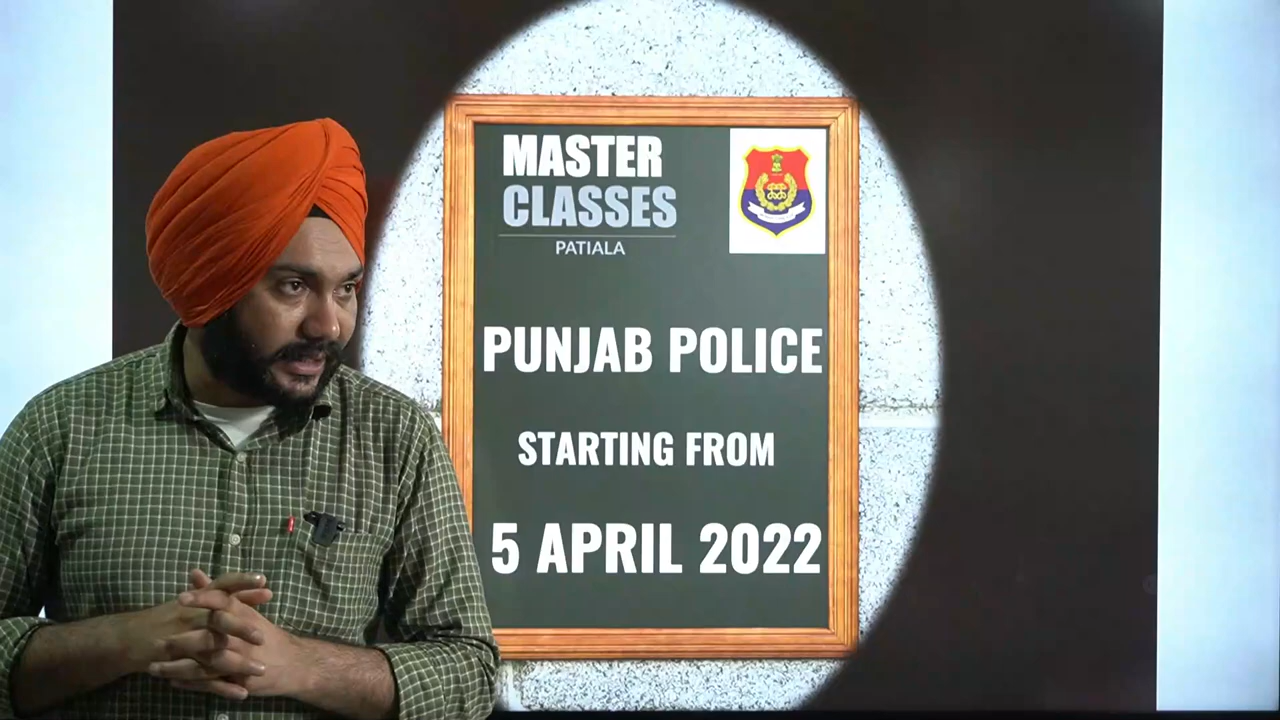 MASTER
CLASSES
PATIALA
PUNJAB POLICE
STARTING FROM
5 APRIL 2022